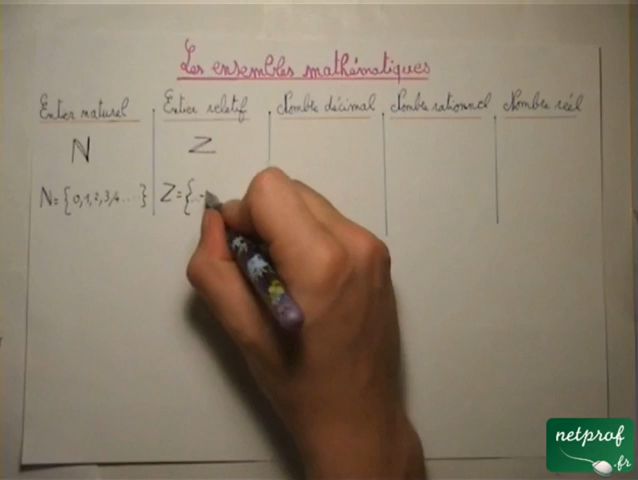 Les ensembles mathématiques
Entier naturel Entier relatif Nombre décimal Nombre rationnel Nombre réel
N Z
N={0,1,2,3,4....} Z={..-
netprof
.fr